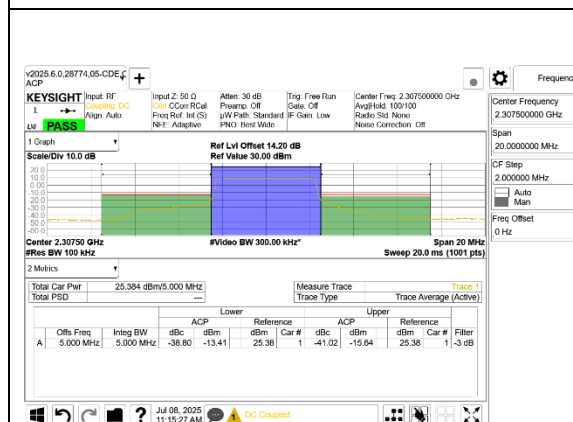 v2025.6.0,28774,05-CDE,C
ACP
KEYSIGHT
L
LXI PASS
Input: RF
Coupling: DC
Align: Auto
Input Z: 50 Ω
Corr CCorr RCal
Freq Ref: Int (S)
NFE: Adaptive
Atten: 30 dB
Preamp: Off
µW Path: Standard
PNO: Best Wide
Trig: Free Run
Gate: Off
IF Gain: Low
Center Freq: 2.307500000 GHz
Avg|Hold: 100/100
Radio Std: None
Noise Correction: Off
Frequenc
Center Frequency
2.307500000 GHz
Span
20.0000000 MHz
CF Step
2.000000 MHz
Auto
Man
Freq Offset
0 Hz
1 Graph
Scale/Div 10.0 dB
Ref Lvl Offset 14.20 dB
Ref Value 30.00 dBm
20.0
10.0
0.00
-10.0
-20.0
-30.0
-40.0
-50.0
-60.0
Center 2.30750 GHz
#Video BW 300.00 kHz*
Span 20 MHz
#Res BW 100 kHz
Sweep 20.0 ms (1001 pts)
2 Metrics
Total Car Pwr 25.384 dBm/5.000 MHz
Total PSD ---
Measure Trace Trace 1
Trace Type Trace Average (Active)
Lower Upper
ACP Reference ACP Reference
Offs Freq Integ BW dBc dBm dBm Car # dBc dBm dBm Car # Filter
A 5.000 MHz 5.000 MHz -38.80 -13.41 25.38 1 -41.02 -15.64 25.38 1 -3 dB
?
Jul 08, 2025
11:15:27 AM
DC Coupled